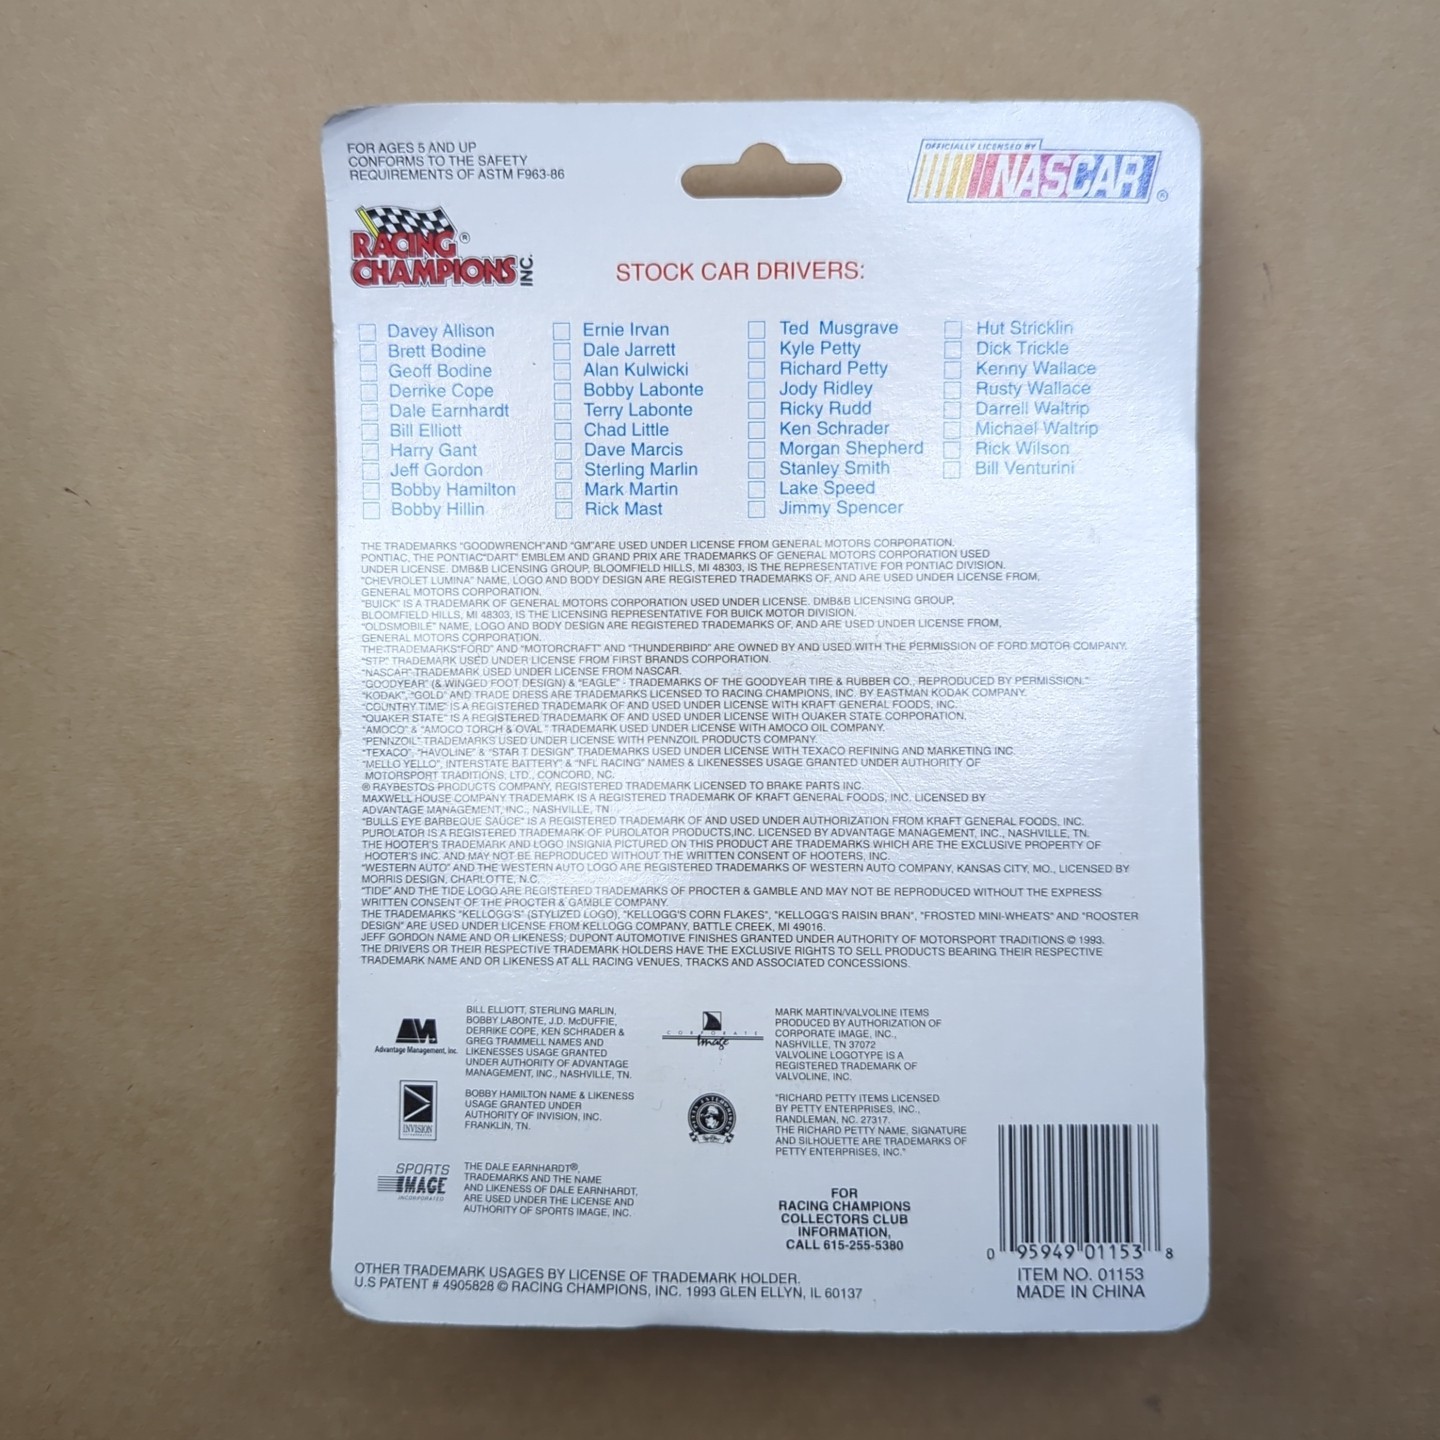 FOR AGES 5 AND UP
CONFORMS TO THE SAFETY
REQUIREMENTS OF ASTM F963-86
OFFICIALLY LICENSED BY
NASCAR ®
RACING ®
CHAMPIONS INC.
STOCK CAR DRIVERS:
Davey Allison
Brett Bodine
Geoff Bodine
Derrike Cope
Dale Earnhardt
Bill Elliott
Harry Gant
Jeff Gordon
Bobby Hamilton
Bobby Hillin
Ernie Irvan
Dale Jarrett
Alan Kulwicki
Bobby Labonte
Terry Labonte
Chad Little
Dave Marcis
Sterling Marlin
Mark Martin
Rick Mast
Ted Musgrave
Kyle Petty
Richard Petty
Jody Ridley
Ricky Rudd
Ken Schrader
Morgan Shepherd
Stanley Smith
Lake Speed
Jimmy Spencer
Hut Stricklin
Dick Trickle
Kenny Wallace
Rusty Wallace
Darrell Waltrip
Michael Waltrip
Rick Wilson
Bill Venturini
THE TRADEMARKS "GOODWRENCH"AND "GM"ARE USED UNDER LICENSE FROM GENERAL MOTORS CORPORATION.
PONTIAC, THE PONTIAC"DART" EMBLEM AND GRAND PRIX ARE TRADEMARKS OF GENERAL MOTORS CORPORATION USED
UNDER LICENSE. DMB&B LICENSING GROUP, BLOOMFIELD HILLS, MI 48303, IS THE REPRESENTATIVE FOR PONTIAC DIVISION.
"CHEVROLET LUMINA" NAME, LOGO AND BODY DESIGN ARE REGISTERED TRADEMARKS OF, AND ARE USED UNDER LICENSE FROM,
GENERAL MOTORS CORPORATION.
"BUICK" IS A TRADEMARK OF GENERAL MOTORS CORPORATION USED UNDER LICENSE. DMB&B LICENSING GROUP,
BLOOMFIELD HILLS, MI 48303, IS THE LICENSING REPRESENTATIVE FOR BUICK MOTOR DIVISION.
"OLDSMOBILE" NAME, LOGO AND BODY DESIGN ARE REGISTERED TRADEMARKS OF, AND ARE USED UNDER LICENSE FROM,
GENERAL MOTORS CORPORATION.
THE TRADEMARKS"FORD" AND "MOTORCRAFT" AND "THUNDERBIRD" ARE OWNED BY AND USED WITH THE PERMISSION OF FORD MOTOR COMPANY.
"STP" TRADEMARK USED UNDER LICENSE FROM FIRST BRANDS CORPORATION.
"NASCAR" TRADEMARK USED UNDER LICENSE FROM NASCAR.
"GOODYEAR" (& WINGED FOOT DESIGN) & "EAGLE" - TRADEMARKS OF THE GOODYEAR TIRE & RUBBER CO., REPRODUCED BY PERMISSION."
"KODAK", "GOLD" AND TRADE DRESS ARE TRADEMARKS LICENSED TO RACING CHAMPIONS, INC. BY EASTMAN KODAK COMPANY.
"COUNTRY TIME" IS A REGISTERED TRADEMARK OF AND USED UNDER LICENSE WITH KRAFT GENERAL FOODS, INC.
"QUAKER STATE" IS A REGISTERED TRADEMARK OF AND USED UNDER LICENSE WITH QUAKER STATE CORPORATION.
"AMOCO" & "AMOCO TORCH & OVAL" TRADEMARK USED UNDER LICENSE WITH AMOCO OIL COMPANY.
"PENNZOIL" TRADEMARKS USED UNDER LICENSE WITH PENNZOIL PRODUCTS COMPANY.
"TEXACO", "HAVOLINE" & "STAR T DESIGN" TRADEMARKS USED UNDER LICENSE WITH TEXACO REFINING AND MARKETING INC.
"MELLO YELLO", INTERSTATE BATTERY" & "NFL RACING" NAMES & LIKENESSES USAGE GRANTED UNDER AUTHORITY OF
MOTORSPORT TRADITIONS, LTD., CONCORD, NC.
® RAYBESTOS PRODUCTS COMPANY, REGISTERED TRADEMARK LICENSED TO BRAKE PARTS INC.
MAXWELL HOUSE COMPANY TRADEMARK IS A REGISTERED TRADEMARK OF KRAFT GENERAL FOODS, INC. LICENSED BY
ADVANTAGE MANAGEMENT, INC., NASHVILLE, TN
"BULLS EYE BARBEQUE SAUCE" IS A REGISTERED TRADEMARK OF AND USED UNDER AUTHORIZATION FROM KRAFT GENERAL FOODS, INC.
PUROLATOR IS A REGISTERED TRADEMARK OF PUROLATOR PRODUCTS,INC. LICENSED BY ADVANTAGE MANAGEMENT, INC., NASHVILLE, TN.
THE HOOTER'S TRADEMARK AND LOGO INSIGNIA PICTURED ON THIS PRODUCT ARE TRADEMARKS WHICH ARE THE EXCLUSIVE PROPERTY OF
HOOTER'S INC. AND MAY NOT BE REPRODUCED WITHOUT THE WRITTEN CONSENT OF HOOTERS, INC.
"WESTERN AUTO" AND THE WESTERN AUTO LOGO ARE REGISTERED TRADEMARKS OF WESTERN AUTO COMPANY, KANSAS CITY, MO., LICENSED BY
MORRIS DESIGN, CHARLOTTE, N.C.
"TIDE" AND THE TIDE LOGO ARE REGISTERED TRADEMARKS OF PROCTER & GAMBLE AND MAY NOT BE REPRODUCED WITHOUT THE EXPRESS
WRITTEN CONSENT OF THE PROCTER & GAMBLE COMPANY.
THE TRADEMARKS "KELLOGG'S" (STYLIZED LOGO), "KELLOGG'S CORN FLAKES", "KELLOGG'S RAISIN BRAN", "FROSTED MINI-WHEATS" AND "ROOSTER
DESIGN" ARE USED UNDER LICENSE FROM KELLOGG COMPANY, BATTLE CREEK, MI 49016.
JEFF GORDON NAME AND OR LIKENESS; DUPONT AUTOMOTIVE FINISHES GRANTED UNDER AUTHORITY OF MOTORSPORT TRADITIONS © 1993.
THE DRIVERS OR THEIR RESPECTIVE TRADEMARK HOLDERS HAVE THE EXCLUSIVE RIGHTS TO SELL PRODUCTS BEARING THEIR RESPECTIVE
TRADEMARK NAME AND OR LIKENESS AT ALL RACING VENUES, TRACKS AND ASSOCIATED CONCESSIONS.
AM
Advantage Management, Inc.
BILL ELLIOTT, STERLING MARLIN,
BOBBY LABONTE, J.D. McDUFFIE,
DERRIKE COPE, KEN SCHRADER &
GREG TRAMMELL NAMES AND
LIKENESSES USAGE GRANTED
UNDER AUTHORITY OF ADVANTAGE
MANAGEMENT, INC., NASHVILLE, TN.
INVISION
BOBBY HAMILTON NAME & LIKENESS
USAGE GRANTED UNDER
AUTHORITY OF INVISION, INC.
FRANKLIN, TN.
SPORTS
IMAGE
INCORPORATED
THE DALE EARNHARDT®,
TRADEMARKS AND THE NAME
AND LIKENESS OF DALE EARNHARDT,
ARE USED UNDER THE LICENSE AND
AUTHORITY OF SPORTS IMAGE, INC.
CORPORATE
Image
MARK MARTIN/VALVOLINE ITEMS
PRODUCED BY AUTHORIZATION OF
CORPORATE IMAGE, INC.,
NASHVILLE, TN 37072
VALVOLINE LOGOTYPE IS A
REGISTERED TRADEMARK OF
VALVOLINE, INC.
"RICHARD PETTY ITEMS LICENSED
BY PETTY ENTERPRISES, INC.,
RANDLEMAN, NC. 27317.
THE RICHARD PETTY NAME, SIGNATURE
AND SILHOUETTE ARE TRADEMARKS OF
PETTY ENTERPRISES, INC."
FOR
RACING CHAMPIONS
COLLECTORS CLUB
INFORMATION,
CALL 615-255-5380
0 95949 01153 8
ITEM NO. 01153
MADE IN CHINA
OTHER TRADEMARK USAGES BY LICENSE OF TRADEMARK HOLDER.
U.S PATENT # 4905828 © RACING CHAMPIONS, INC. 1993 GLEN ELLYN, IL 60137